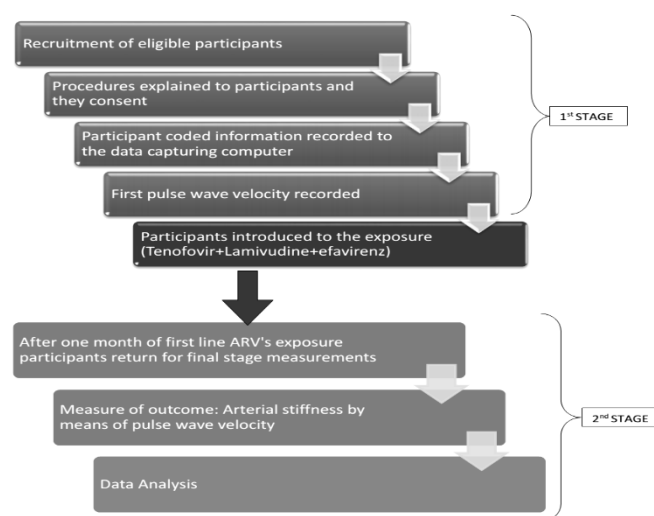 Recruitment of eligible participants
Procedures explained to participants and
they consent
Participant coded information recorded to
the data capturing computer
First pulse wave velocity recorded
Participants introduced to the exposure
(Tenofovir+Lamivudine+efavirenz)
1st STAGE
After one month of first line ARV's exposure
participants return for final stage measurements
Measure of outcome: Arterial stiffness by
means of pulse wave velocity
Data Analysis
2nd STAGE